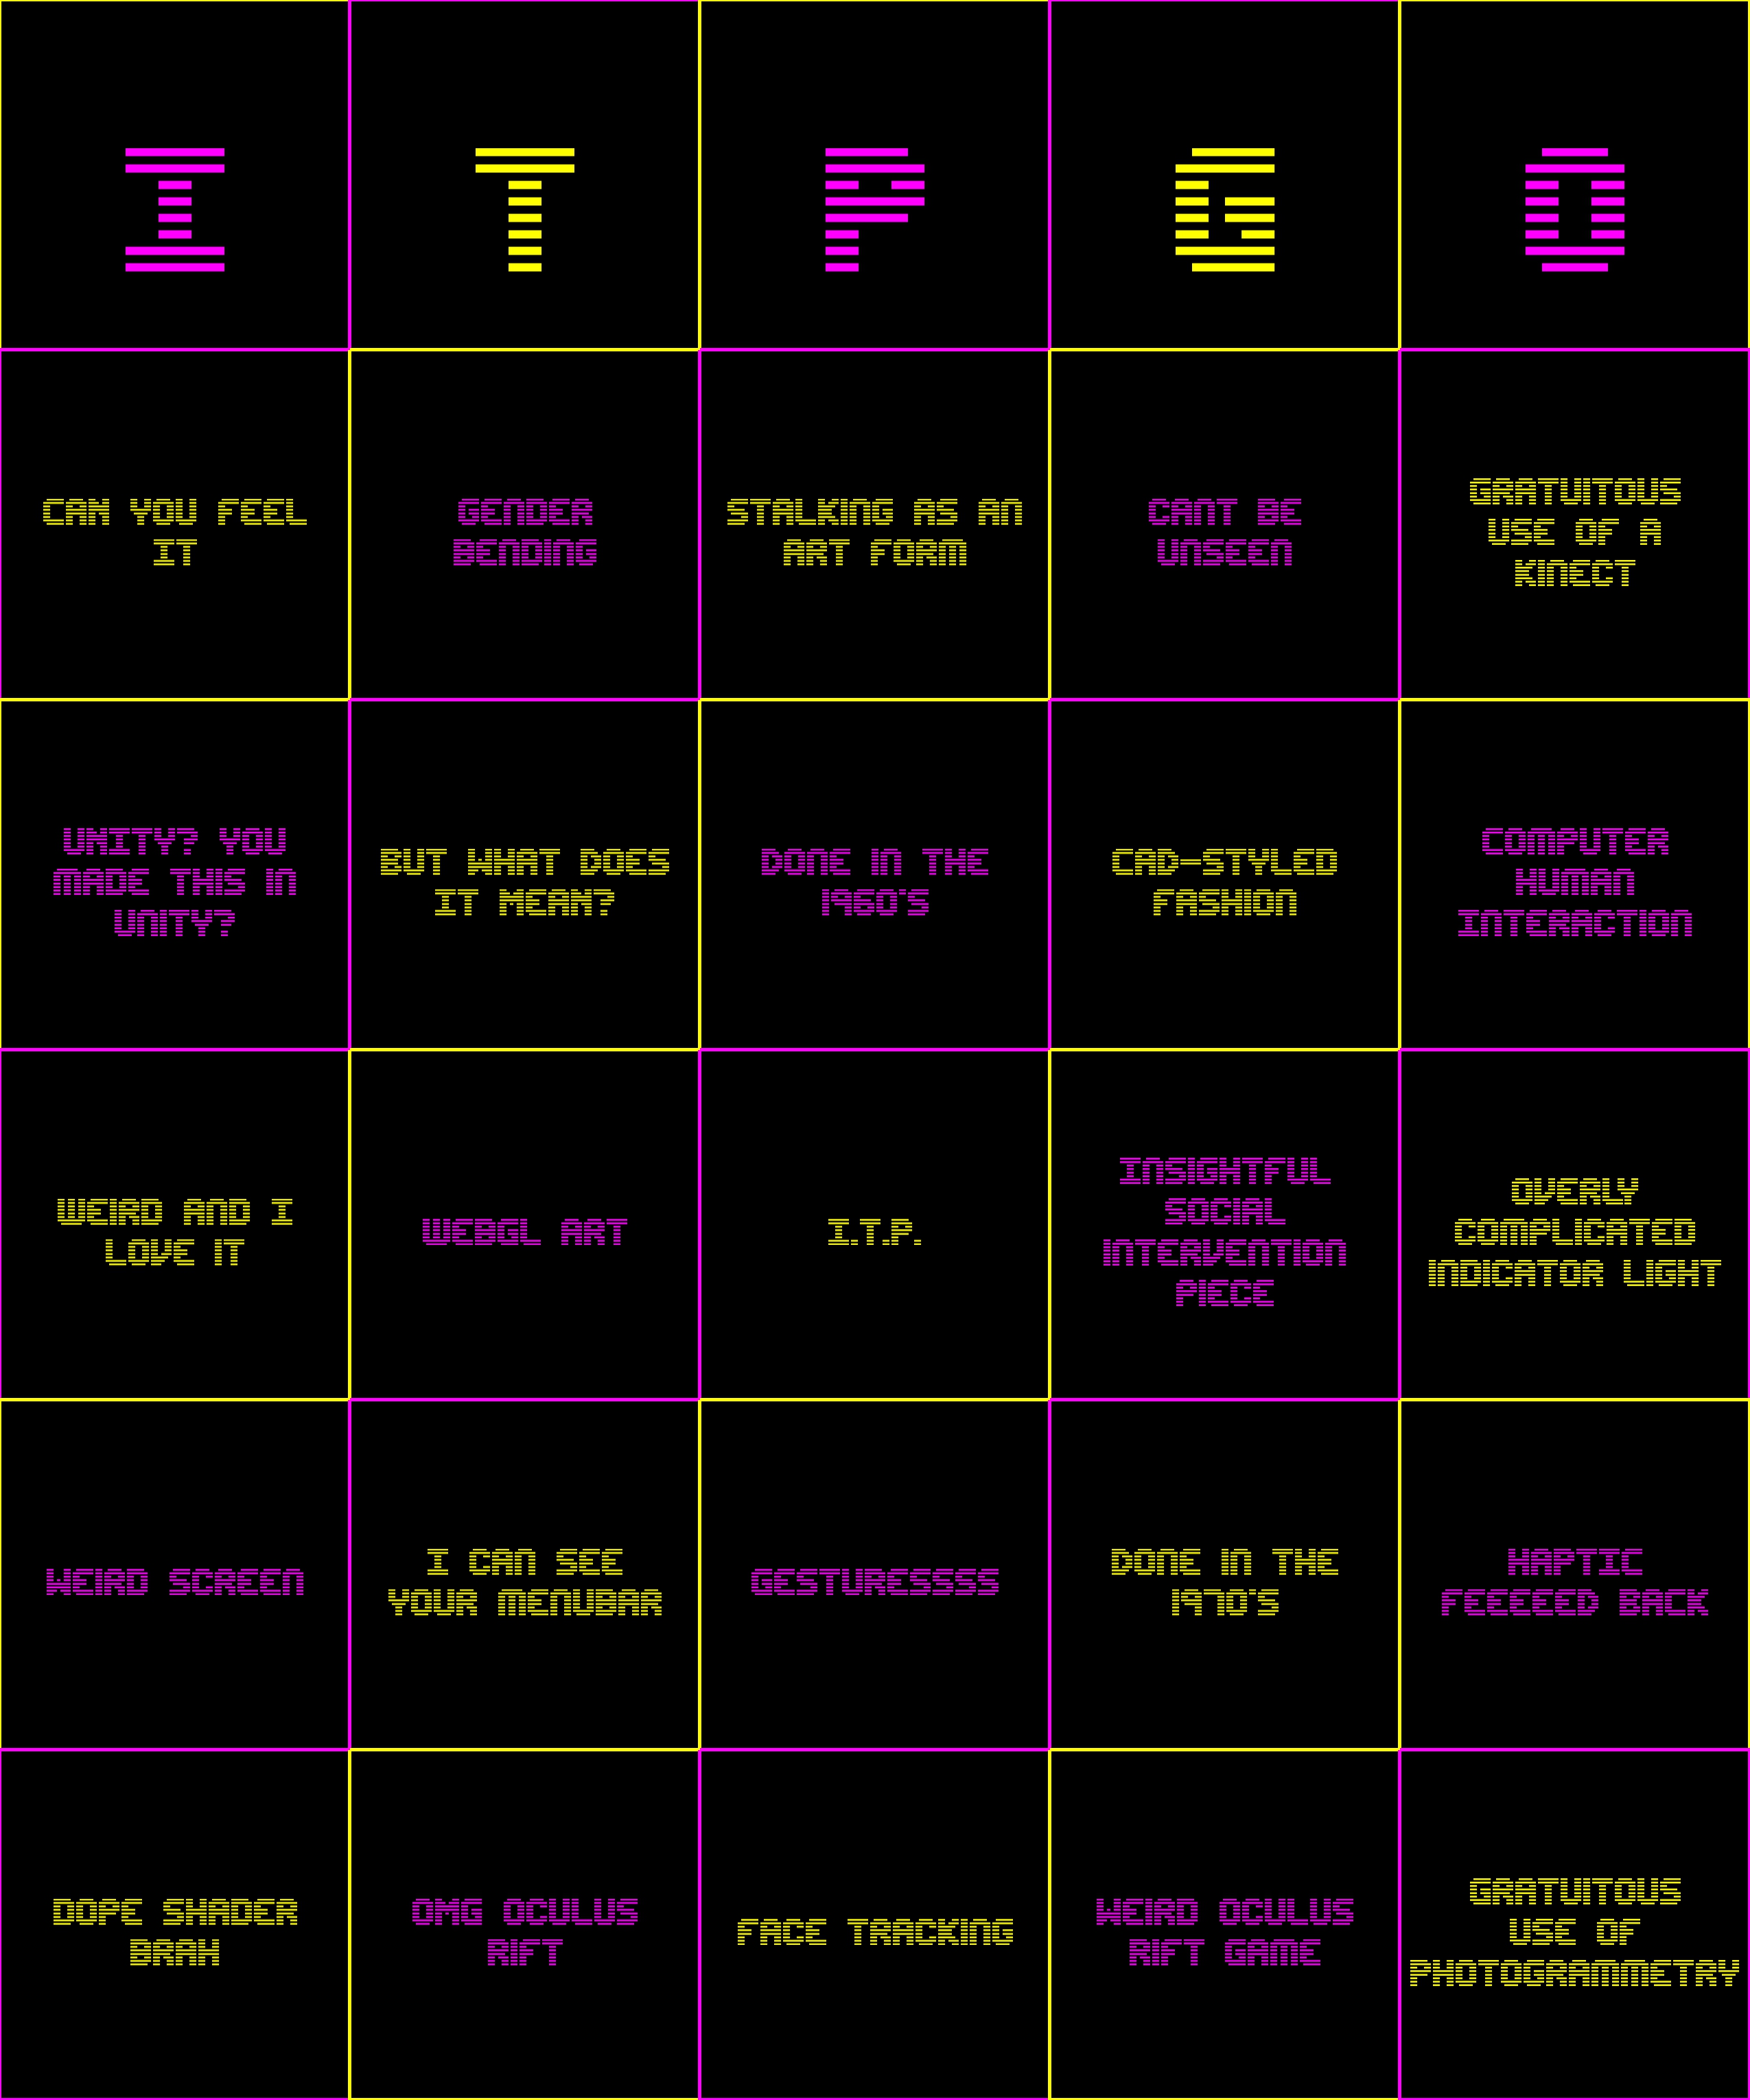 I T P G O
CAN YOU FEEL
IT
GENDER
BENDING
STALKING AS AN
ART FORM
CANT BE
UNSEEN
GRATUITOUS
USE OF A
KINECT
UNITY? YOU
MADE THIS IN
UNITY?
BUT WHAT DOES
IT MEAN?
DONE IN THE
1960'S
CAD-STYLED
FASHION
COMPUTER
HUMAN
INTERACTION
WEIRD AND I
LOVE IT
WEBGL ART
I.T.P.
INSIGHTFUL
SOCIAL
INTERVENTION
PIECE
OVERLY
COMPLICATED
INDICATOR LIGHT
WEIRD SCREEN
I CAN SEE
YOUR MENUBAR
GESTURESSSS
DONE IN THE
1970'S
HAPTIC
FEEEEED BACK
DOPE SHADER
BRAH
OMG OCULUS
RIFT
FACE TRACKING
WEIRD OCULUS
RIFT GAME
GRATUITOUS
USE OF
PHOTOGRAMMETRY